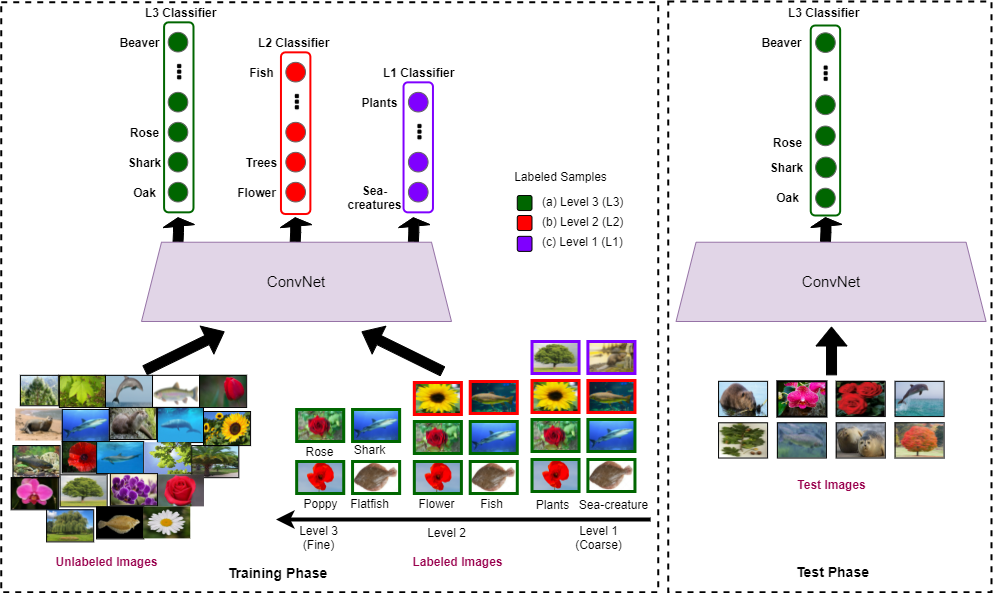 L3 Classifier
Beaver
Rose
Shark
Oak
L2 Classifier
Fish
Trees
Flower
L1 Classifier
Plants
Sea-
creatures
Labeled Samples
(a) Level 3 (L3)
(b) Level 2 (L2)
(c) Level 1 (L1)
ConvNet
Rose
Shark
Poppy
Flatfish
Flower
Fish
Plants
Sea-creature
Level 3
(Fine)
Level 2
Level 1
(Coarse)
Unlabeled Images
Labeled Images
Training Phase
L3 Classifier
Beaver
Rose
Shark
Oak
ConvNet
Test Images
Test Phase